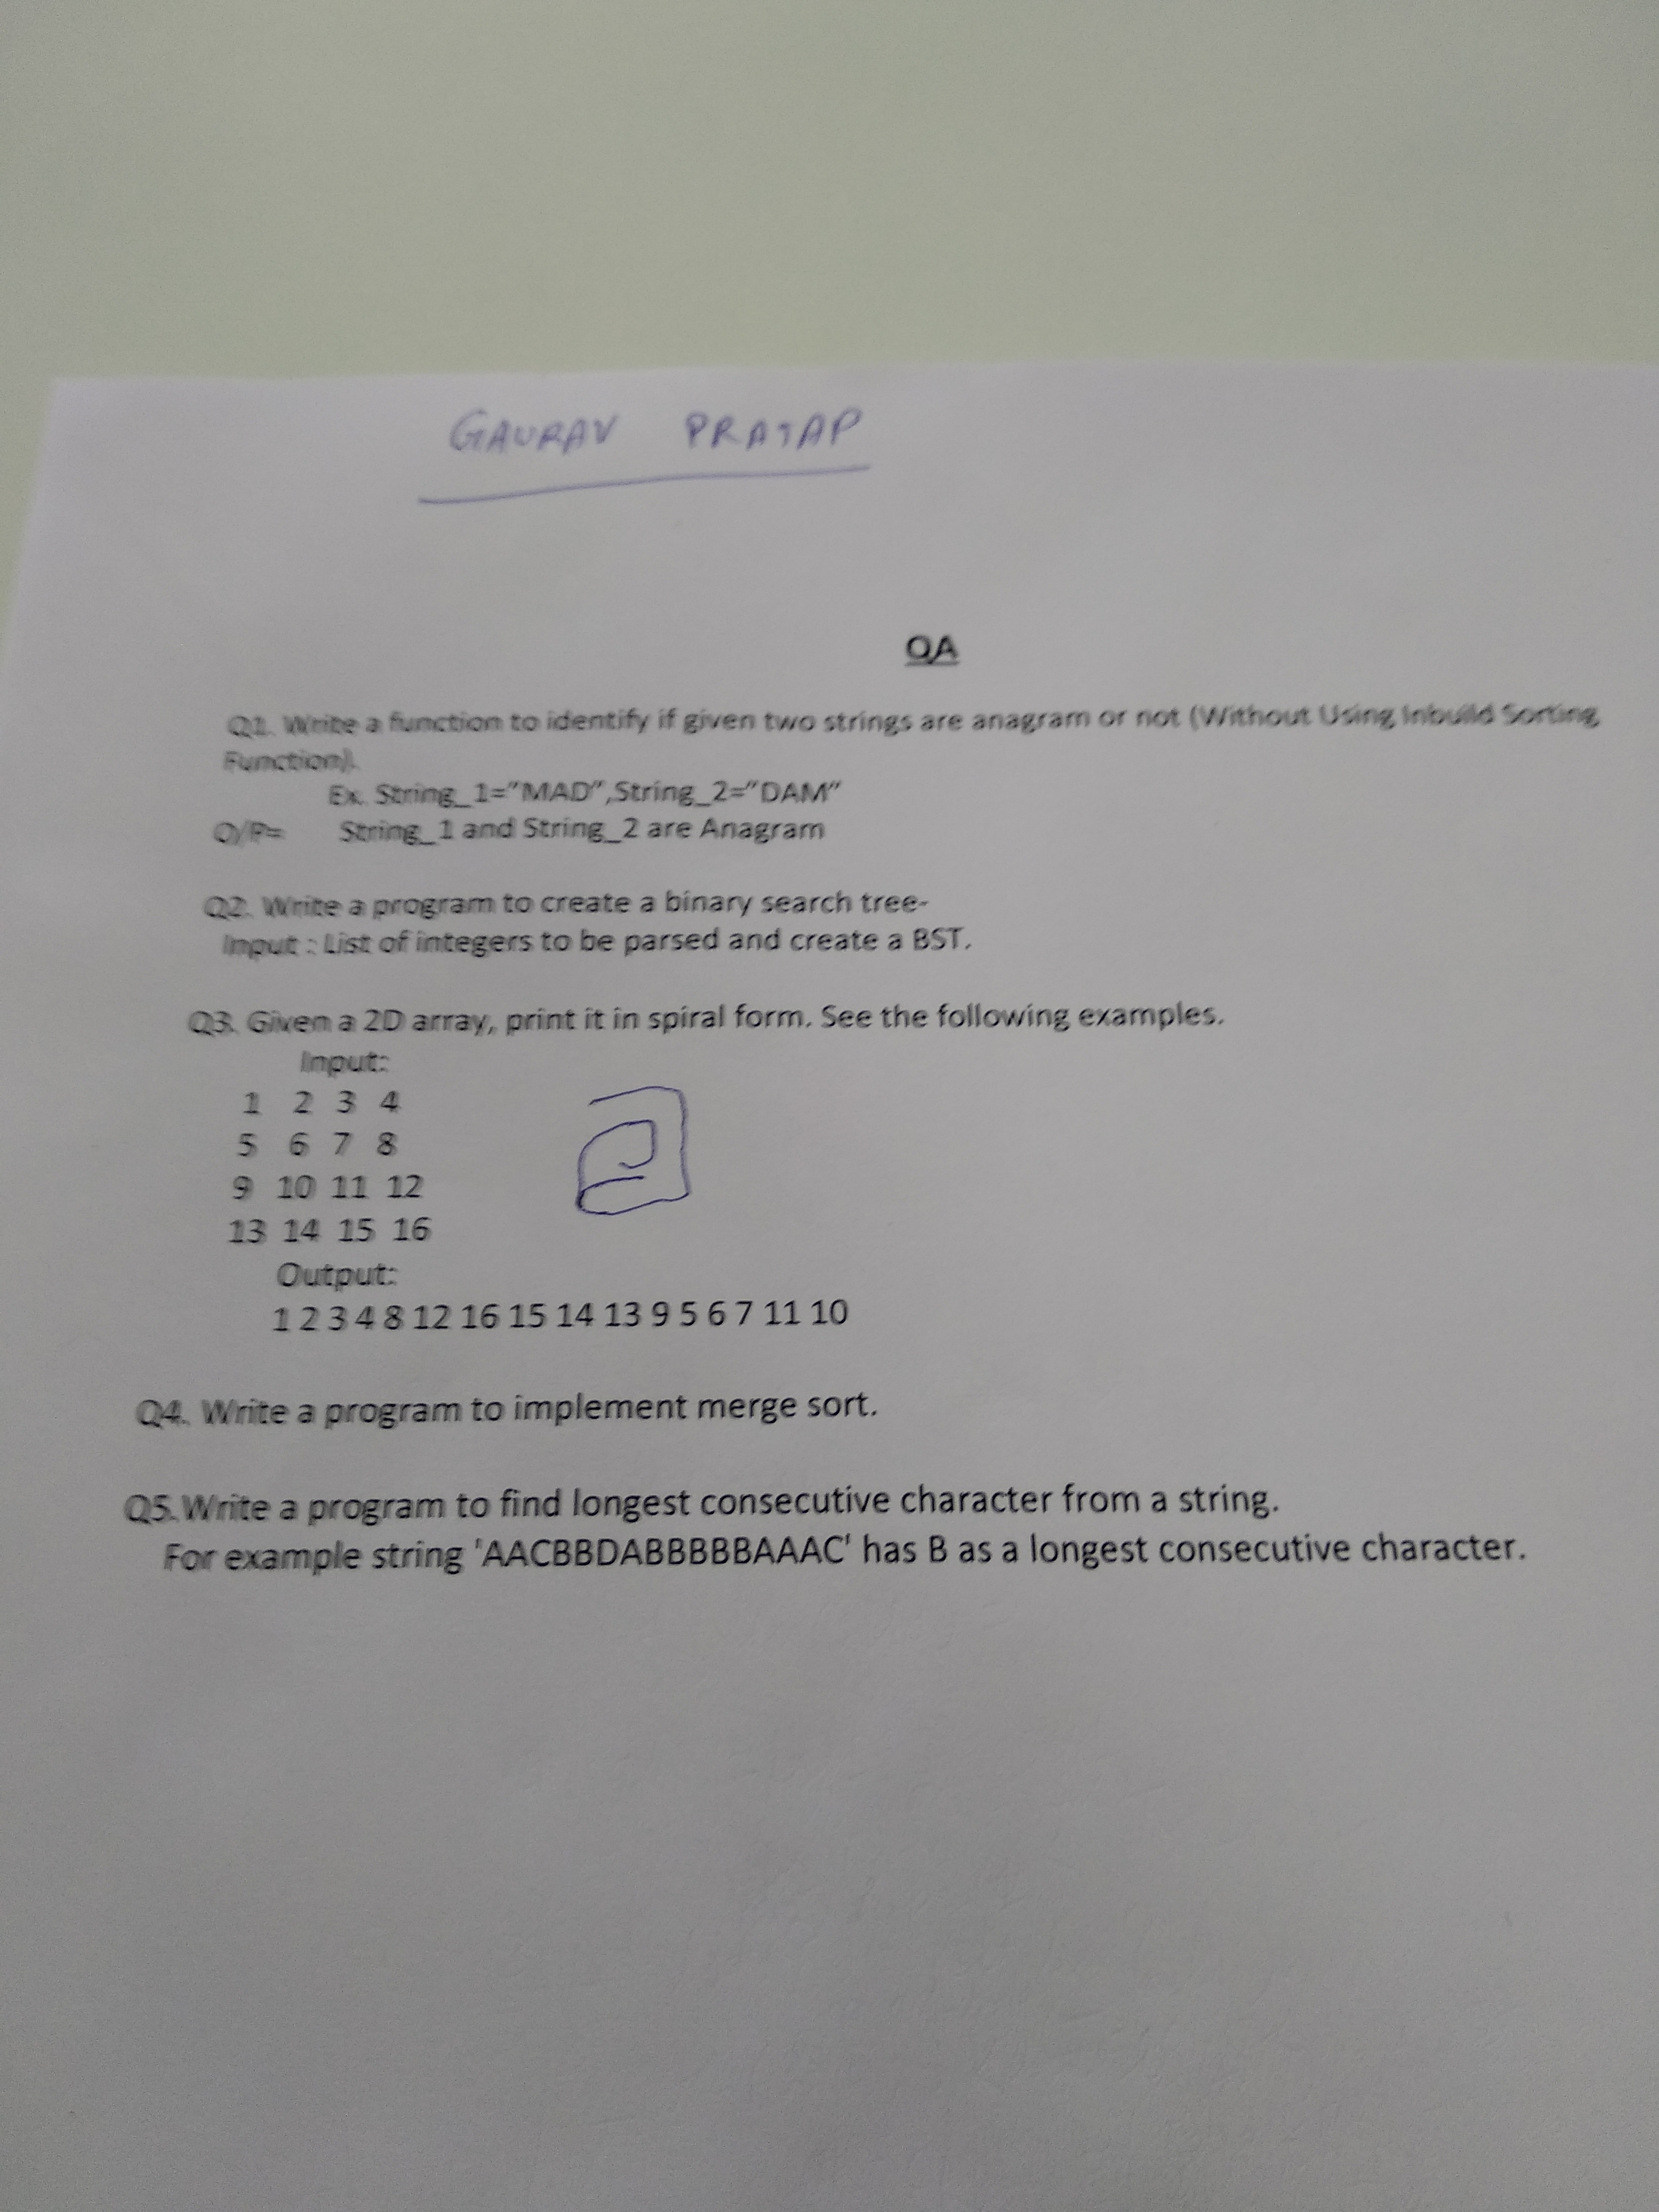 GAURAV PRATAP
QA
Q1. Write a function to identify if given two strings are anagram or not (Without Using Inbuild Sorting
Function).
Ex. String_1="MAD",String_2="DAM"
O/P= String_1 and String_2 are Anagram
Q2. Write a program to create a binary search tree-
Input : List of integers to be parsed and create a BST.
Q3. Given a 2D array, print it in spiral form. See the following examples.
Input:
1 2 3 4
5 6 7 8
9 10 11 12
13 14 15 16
Output:
1 2 3 4 8 12 16 15 14 13 9 5 6 7 11 10
Q4. Write a program to implement merge sort.
Q5.Write a program to find longest consecutive character from a string.
For example string 'AACBBDABBBBBAAAC' has B as a longest consecutive character.